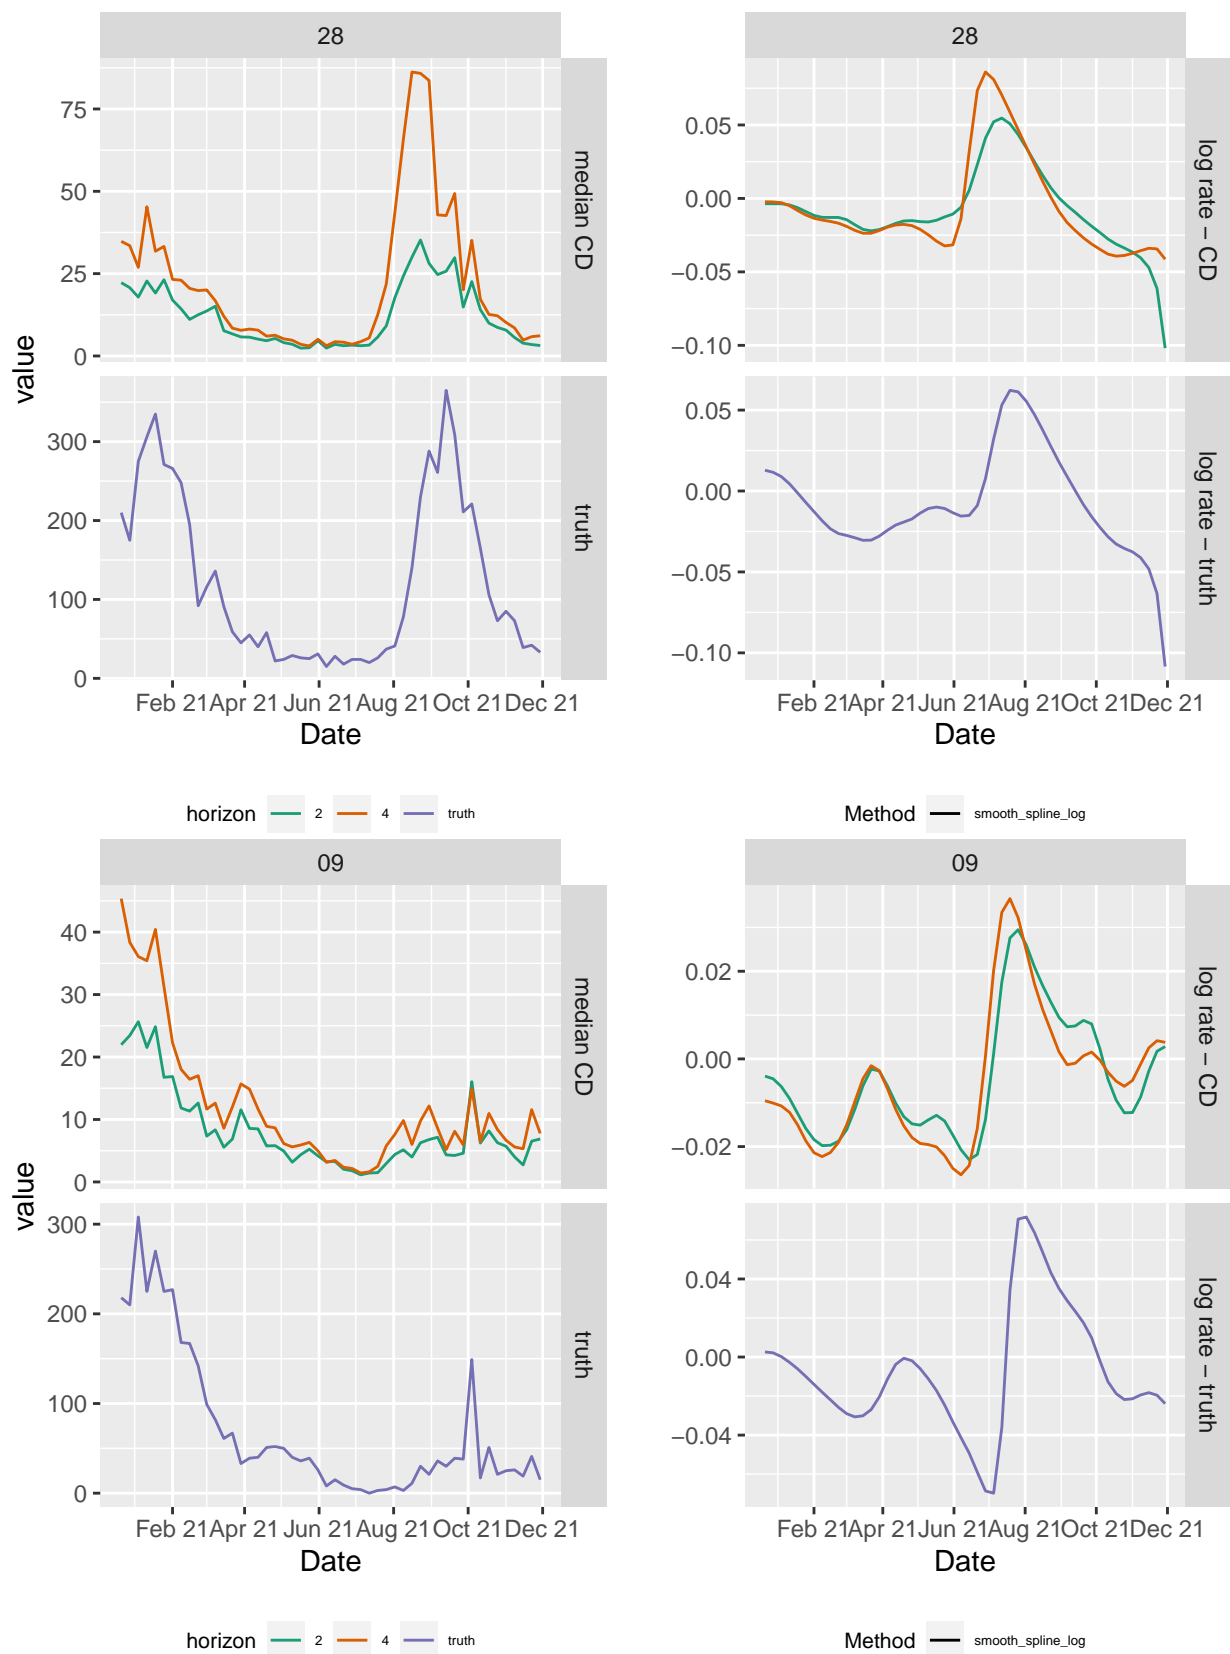 28
28
value
75
50
25
0
median CD
0.05
0.00
−0.05
−0.10
log rate − CD
300
200
100
0
truth
0.05
0.00
−0.05
−0.10
log rate − truth
Feb 21 Apr 21 Jun 21 Aug 21 Oct 21 Dec 21
Date
Feb 21 Apr 21 Jun 21 Aug 21 Oct 21 Dec 21
Date
horizon 2 4 truth
Method smooth_spline_log
09
09
value
40
30
20
10
0
median CD
0.02
0.00
−0.02
log rate − CD
300
200
100
0
truth
0.04
0.00
−0.04
log rate − truth
Feb 21 Apr 21 Jun 21 Aug 21 Oct 21 Dec 21
Date
Feb 21 Apr 21 Jun 21 Aug 21 Oct 21 Dec 21
Date
horizon 2 4 truth
Method smooth_spline_log